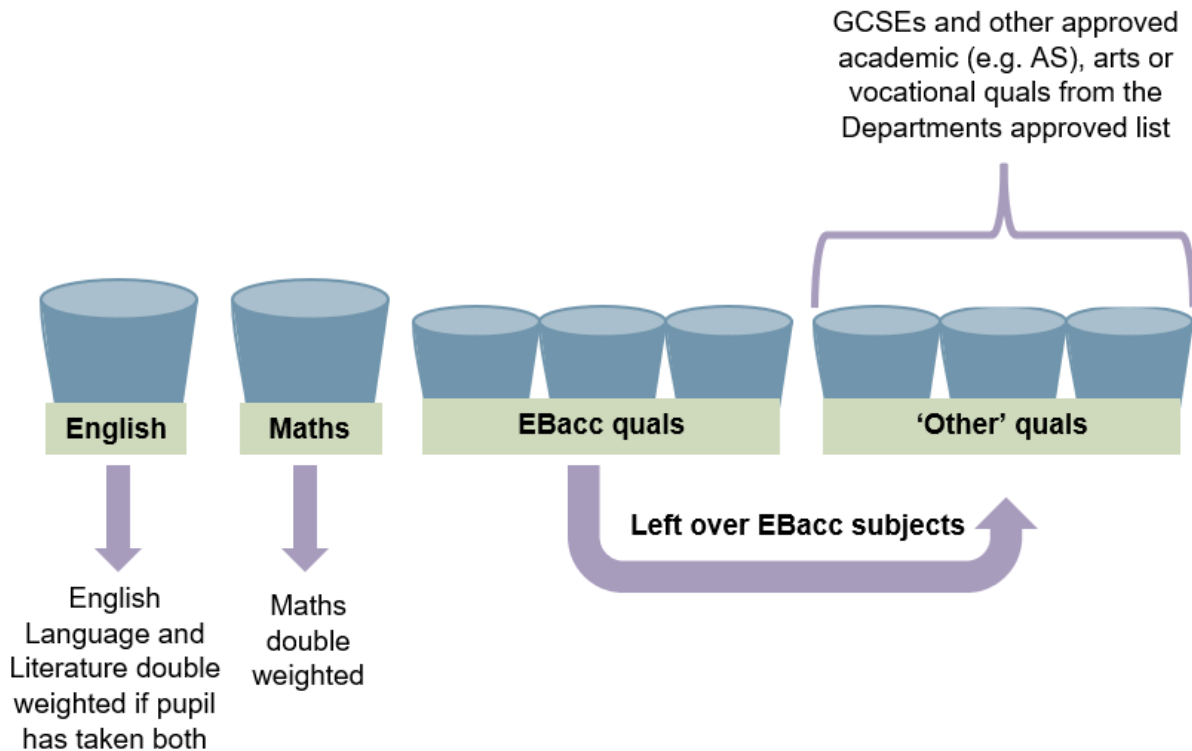 GCSEs and other approved
academic (e.g. AS), arts or
vocational quals from the
Departments approved list
English
Maths
EBacc quals
‘Other’ quals
Left over EBacc subjects
English
Language and
Literature double
weighted if pupil
has taken both
Maths
double
weighted